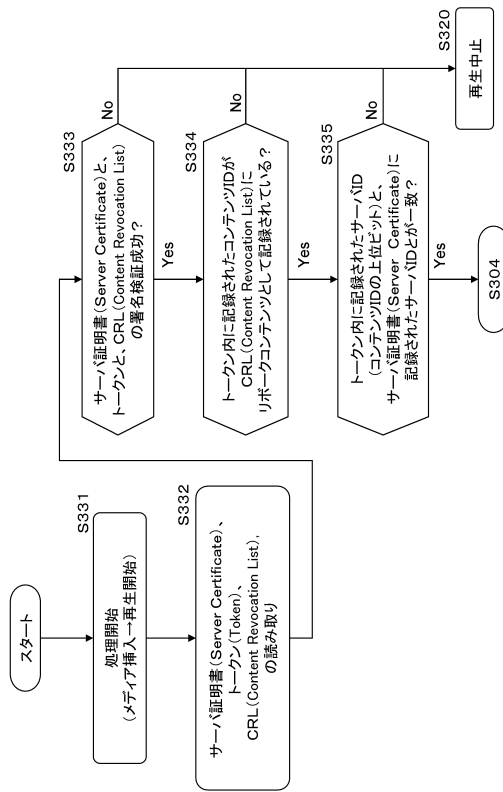 スタート
S331
処理開始
(メディア挿入→再生開始)
S332
サーバ証明書(Server Certificate)、
トークン(Token)、
CRL(Content Revocation List),
の読み取り
S333
サーバ証明書(Server Certificate)と、
トークンと、CRL(Content Revocation List)
の署名検証成功？
No
Yes
S334
トークン内に記録されたコンテンツIDが
CRL(Content Revocation List)に
リボークコンテンツとして記録されている？
No
Yes
S335
トークン内に記録されたサーバID
(コンテンツIDの上位ビット)と、
サーバ証明書(Server Certificate)に
記録されたサーバIDとが一致？
No
Yes
S304
S320
再生中止